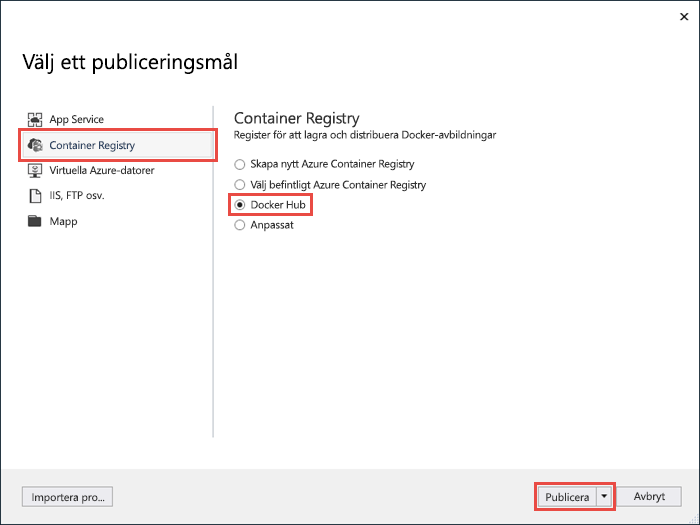 Välj ett publiceringsmål
App Service
Container Registry
Virtuella Azure-datorer
IIS, FTP osv.
Mapp
Container Registry
Register för att lagra och distribuera Docker-avbildningar
Skapa nytt Azure Container Registry
Välj befintligt Azure Container Registry
Docker Hub
Anpassat
Importera pro...
Publicera
Avbryt